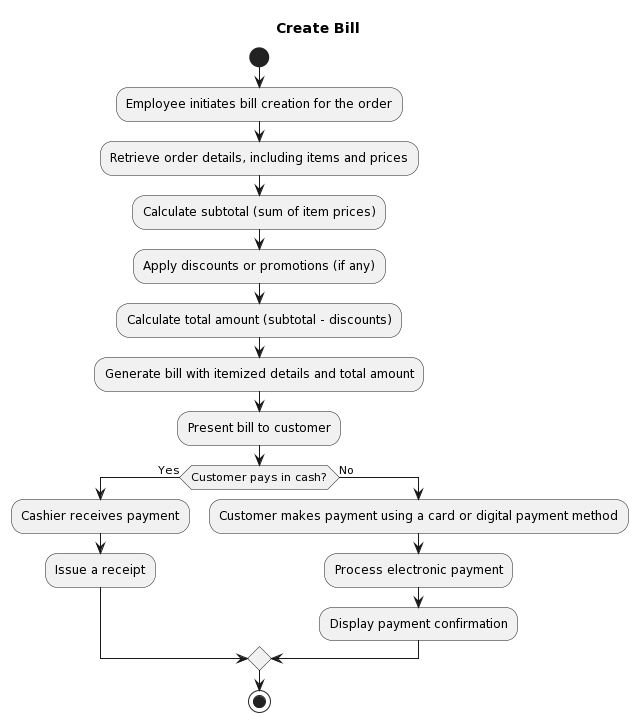 Create Bill
Employee initiates bill creation for the order
Retrieve order details, including items and prices
Calculate subtotal (sum of item prices)
Apply discounts or promotions (if any)
Calculate total amount (subtotal - discounts)
Generate bill with itemized details and total amount
Present bill to customer
Yes
Customer pays in cash?
No
Cashier receives payment
Customer makes payment using a card or digital payment method
Issue a receipt
Process electronic payment
Display payment confirmation